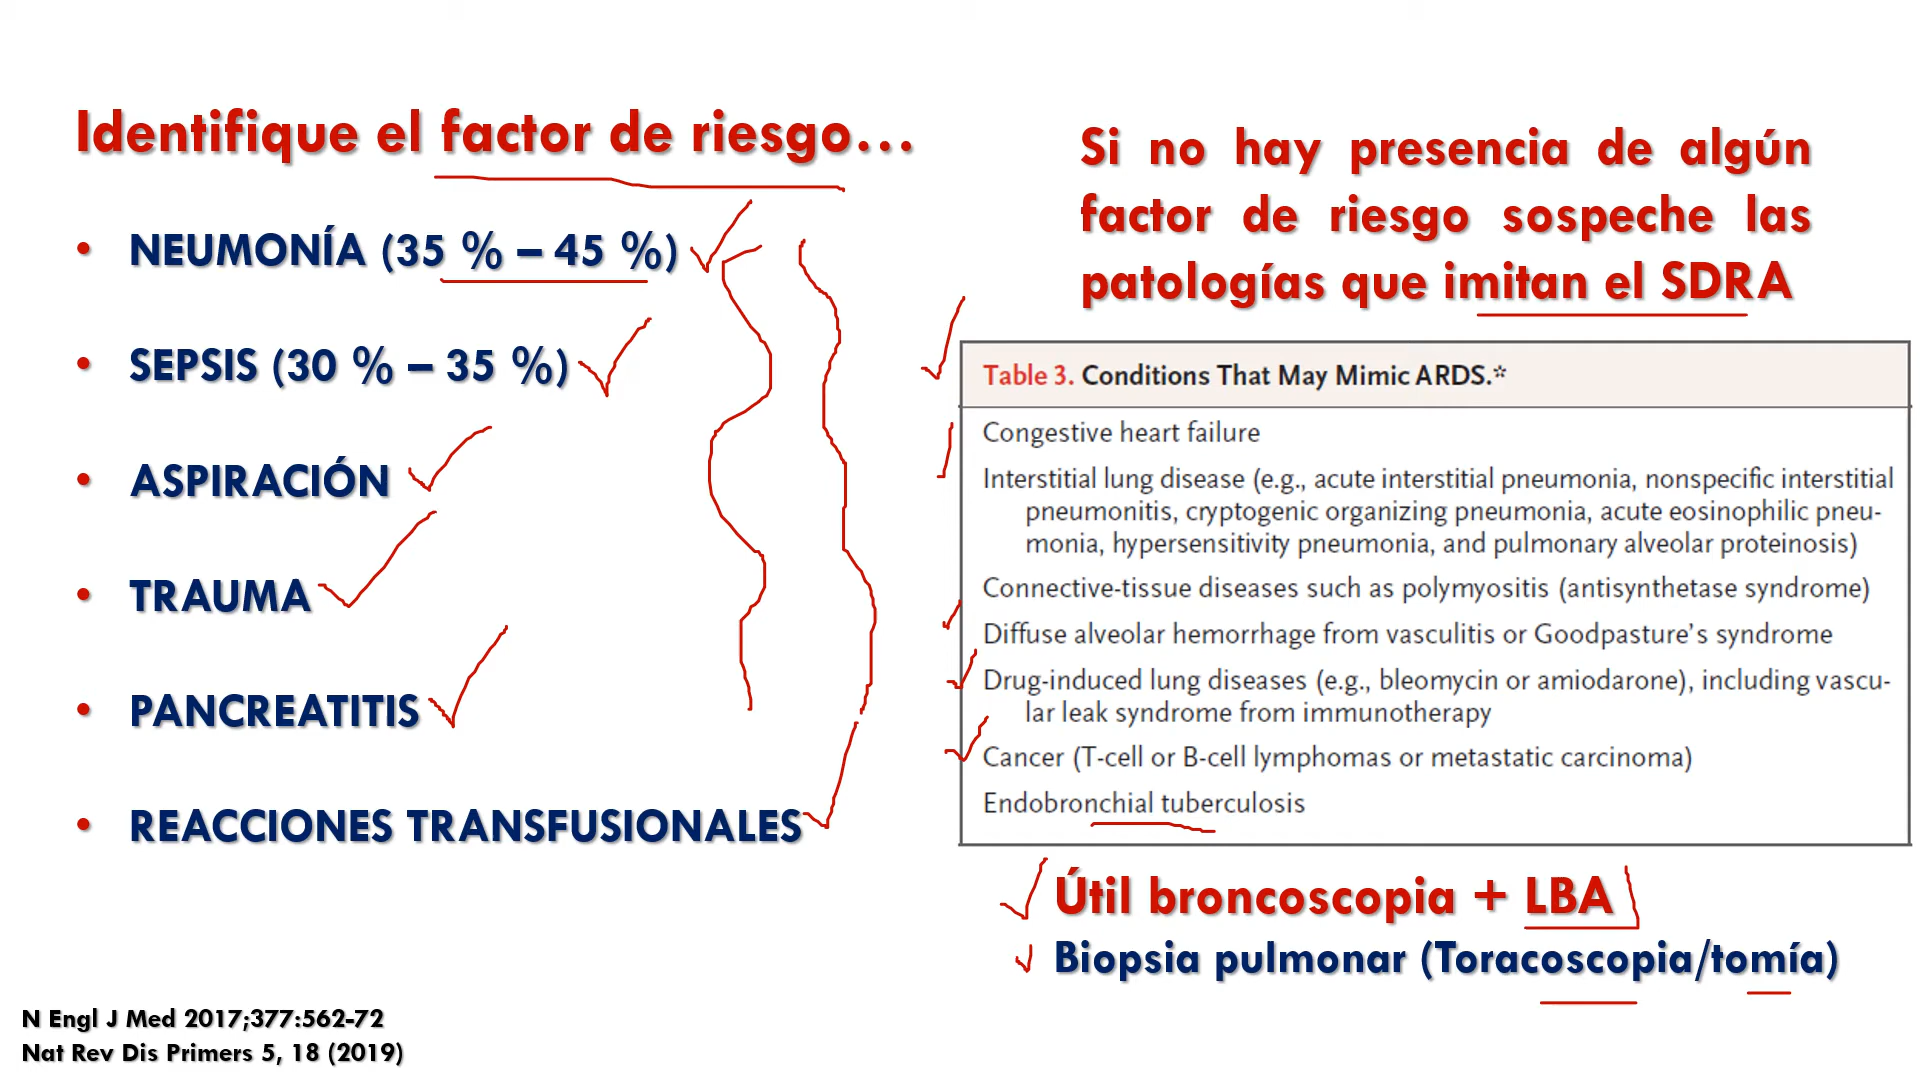 Identifique el factor de riesgo...
• NEUMONÍA (35 % – 45 %)
• SEPSIS (30 % – 35 %)
• ASPIRACIÓN
• TRAUMA
• PANCREATITIS
• REACCIONES TRANSFUSIONALES
Si no hay presencia de algún
factor de riesgo sospeche las
patologías que imitan el SDRA
Table 3. Conditions That May Mimic ARDS.*
Congestive heart failure
Interstitial lung disease (e.g., acute interstitial pneumonia, nonspecific interstitial
pneumonitis, cryptogenic organizing pneumonia, acute eosinophilic pneu-
monia, hypersensitivity pneumonia, and pulmonary alveolar proteinosis)
Connective-tissue diseases such as polymyositis (antisynthetase syndrome)
Diffuse alveolar hemorrhage from vasculitis or Goodpasture's syndrome
Drug-induced lung diseases (e.g., bleomycin or amiodarone), including vascu-
lar leak syndrome from immunotherapy
Cancer (T-cell or B-cell lymphomas or metastatic carcinoma)
Endobronchial tuberculosis
Útil broncoscopia + LBA
Biopsia pulmonar (Toracoscopia/tomía)
N Engl J Med 2017;377:562-72
Nat Rev Dis Primers 5, 18 (2019)